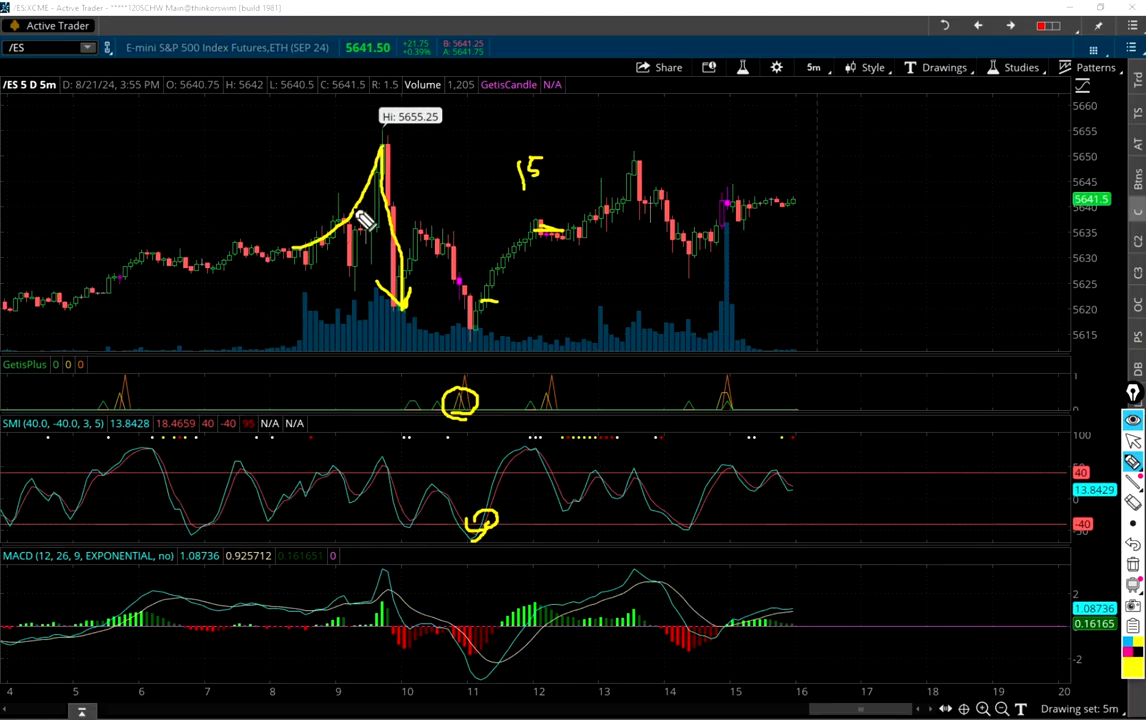 /ES:XCME - Active Trader - *****120SCHW Main@thinkorswim [build 1981]
Active Trader
/ES E-mini S&P 500 Index Futures,ETH (SEP 24) 5641.50 +21.75 +0.39% B: 5641.25 A: 5641.75
Share 5m Style Drawings Studies Patterns
/ES 5 D 5m D: 8/21/24, 3:55 PM O: 5640.75 H: 5642 L: 5640.5 C: 5641.5 R: 1.5 Volume 1,205 GetisCandle N/A
Hi: 5655.25
15
5660
5655
5650
5645
5641.5
5640
5635
5630
5625
5620
5615
GetisPlus 0 0 0
1
0
SMI (40.0, -40.0, 3, 5) 13.8428 18.4659 40 -40 95 N/A N/A
100
40
13.8429
0
-40
MACD (12, 26, 9, EXPONENTIAL, no) 1.08736 0.925712 0.161651 0
2
1.08736
0.16165
-2
4 5 6 7 8 9 10 11 12 13 14 15 16 17 18 19 20
Drawing set: 5m
Trd
TS
AT
Btns
C
C2
C3
OC
PS
DB